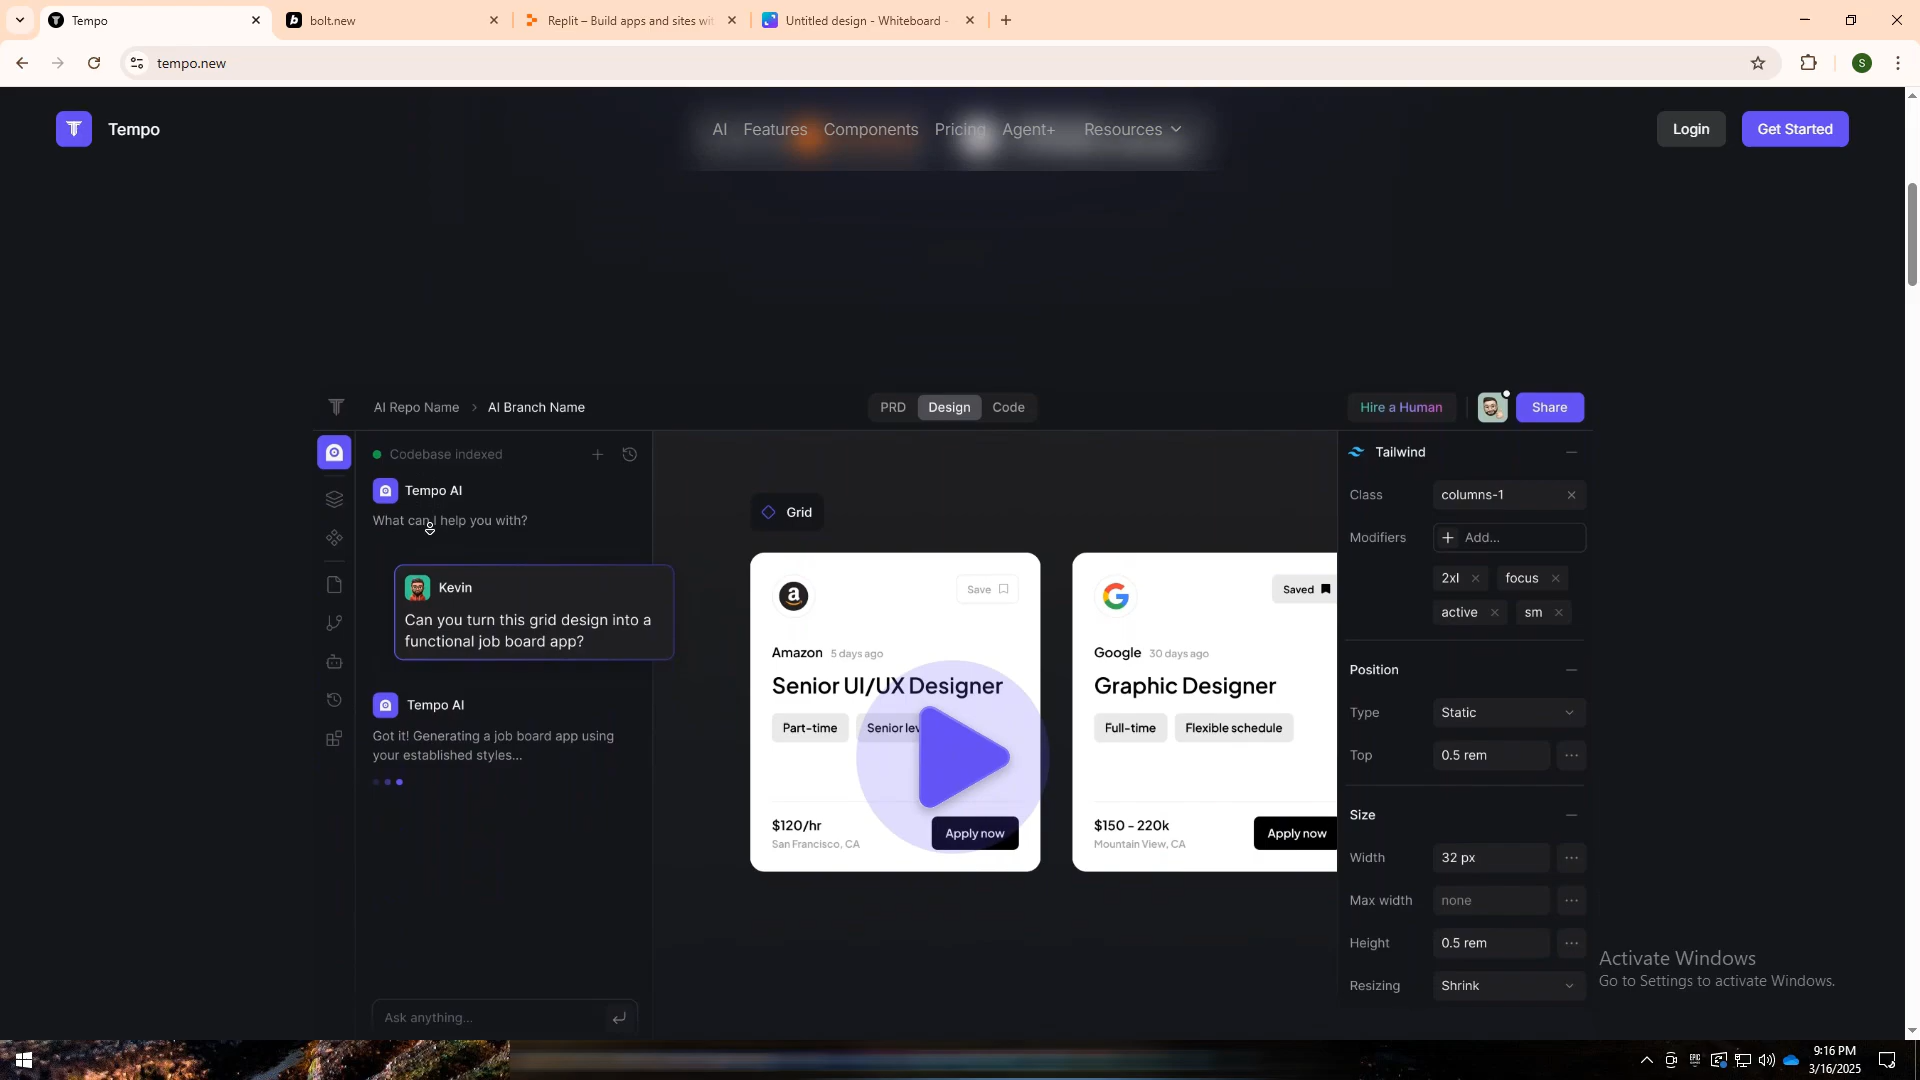 Tempo
bolt.new
Replit – Build apps and sites wit
Untitled design - Whiteboard -
tempo.new
S
Tempo
AI
Features
Components
Pricing
Agent+
Resources
Login
Get Started
AI Repo Name
AI Branch Name
PRD
Design
Code
Hire a Human
Share
Codebase indexed
Tempo AI
What can I help you with?
Kevin
Can you turn this grid design into a
functional job board app?
Tempo AI
Got it! Generating a job board app using
your established styles...
Ask anything...
Grid
Save
Amazon 5 days ago
Senior UI/UX Designer
Part-time
Senior lev
$120/hr
San Francisco, CA
Apply now
Saved
Google 30 days ago
Graphic Designer
Full-time
Flexible schedule
$150 - 220k
Mountain View, CA
Apply now
Tailwind
Class
columns-1
Modifiers
Add...
2xl
focus
active
sm
Position
Type
Static
Top
0.5 rem
Size
Width
32 px
Max width
none
Height
0.5 rem
Resizing
Shrink
Activate Windows
Go to Settings to activate Windows.
9:16 PM
3/16/2025